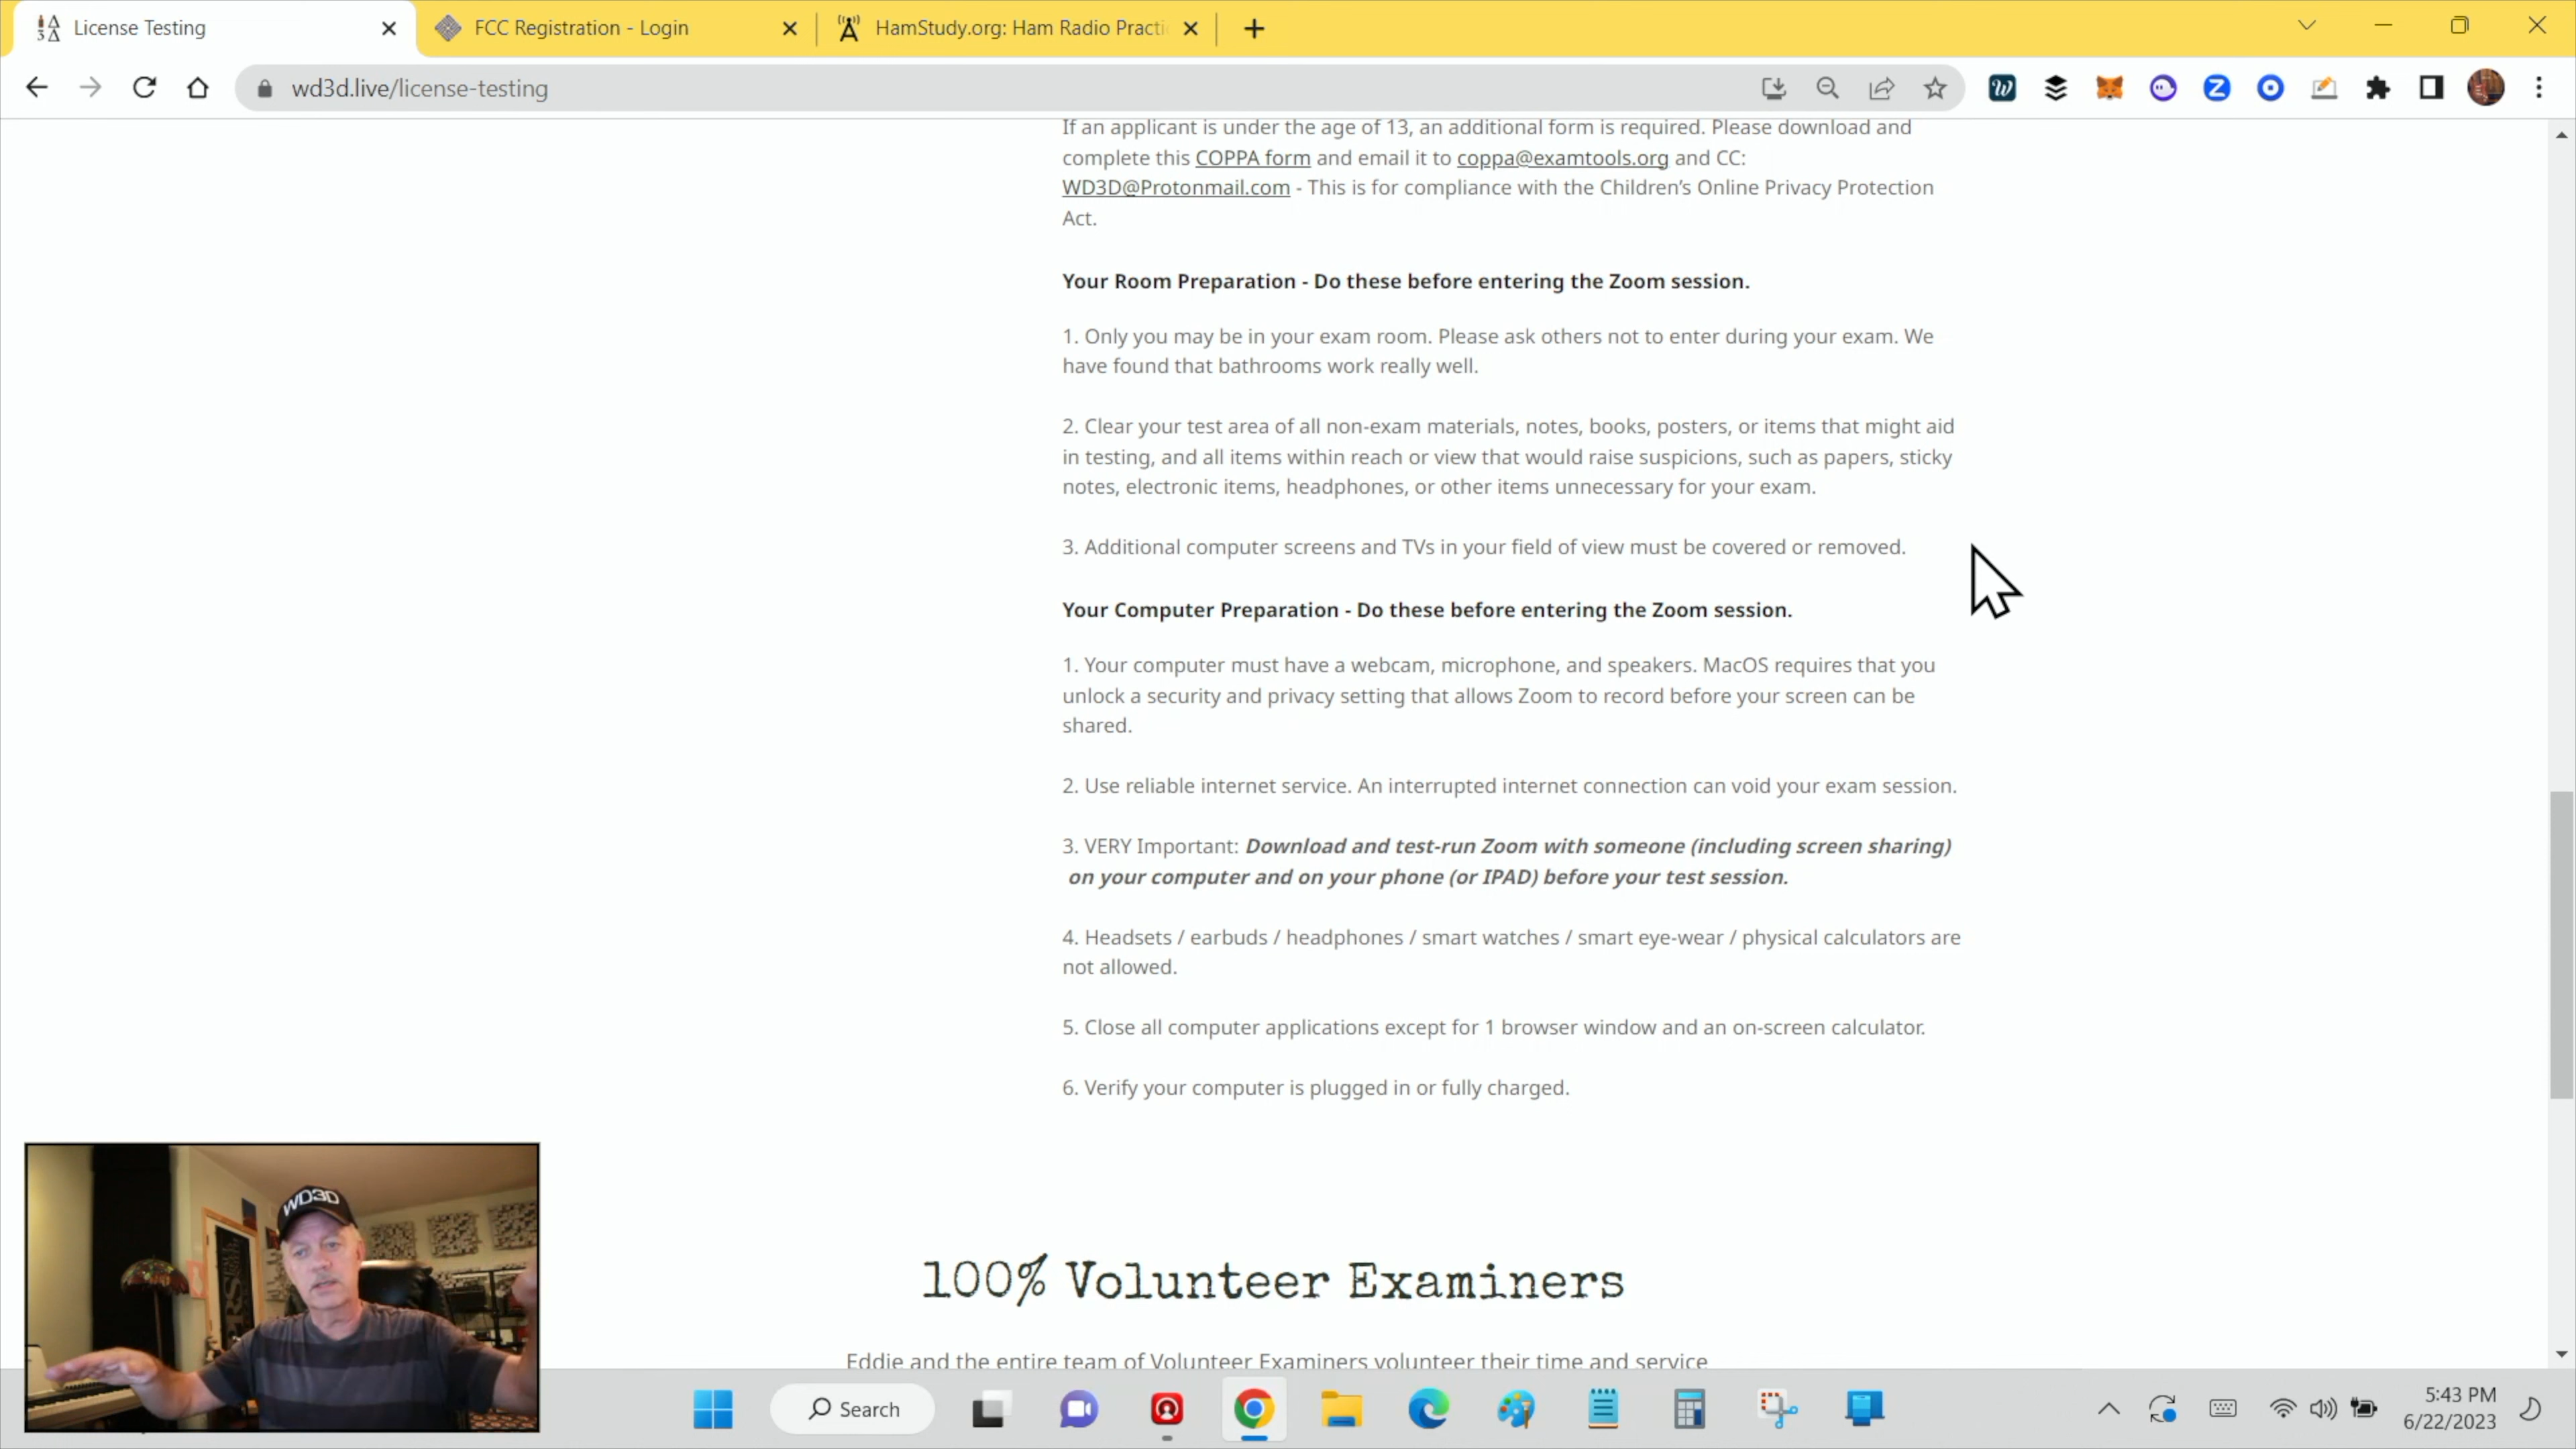 License Testing
FCC Registration - Login
HamStudy.org: Ham Radio Practi
wd3d.live/license-testing
If an applicant is under the age of 13, an additional form is required. Please download and
complete this COPPA form and email it to coppa@examtools.org and CC:
WD3D@Protonmail.com - This is for compliance with the Children's Online Privacy Protection
Act.
Your Room Preparation - Do these before entering the Zoom session.
1. Only you may be in your exam room. Please ask others not to enter during your exam. We
have found that bathrooms work really well.
2. Clear your test area of all non-exam materials, notes, books, posters, or items that might aid
in testing, and all items within reach or view that would raise suspicions, such as papers, sticky
notes, electronic items, headphones, or other items unnecessary for your exam.
3. Additional computer screens and TVs in your field of view must be covered or removed.
Your Computer Preparation - Do these before entering the Zoom session.
1. Your computer must have a webcam, microphone, and speakers. MacOS requires that you
unlock a security and privacy setting that allows Zoom to record before your screen can be
shared.
2. Use reliable internet service. An interrupted internet connection can void your exam session.
3. VERY Important: Download and test-run Zoom with someone (including screen sharing)
on your computer and on your phone (or IPAD) before your test session.
4. Headsets / earbuds / headphones / smart watches / smart eye-wear / physical calculators are
not allowed.
5. Close all computer applications except for 1 browser window and an on-screen calculator.
6. Verify your computer is plugged in or fully charged.
WD3D
100% Volunteer Examiners
Eddie and the entire team of Volunteer Examiners volunteer their time and service
Search
5:43 PM
6/22/2023